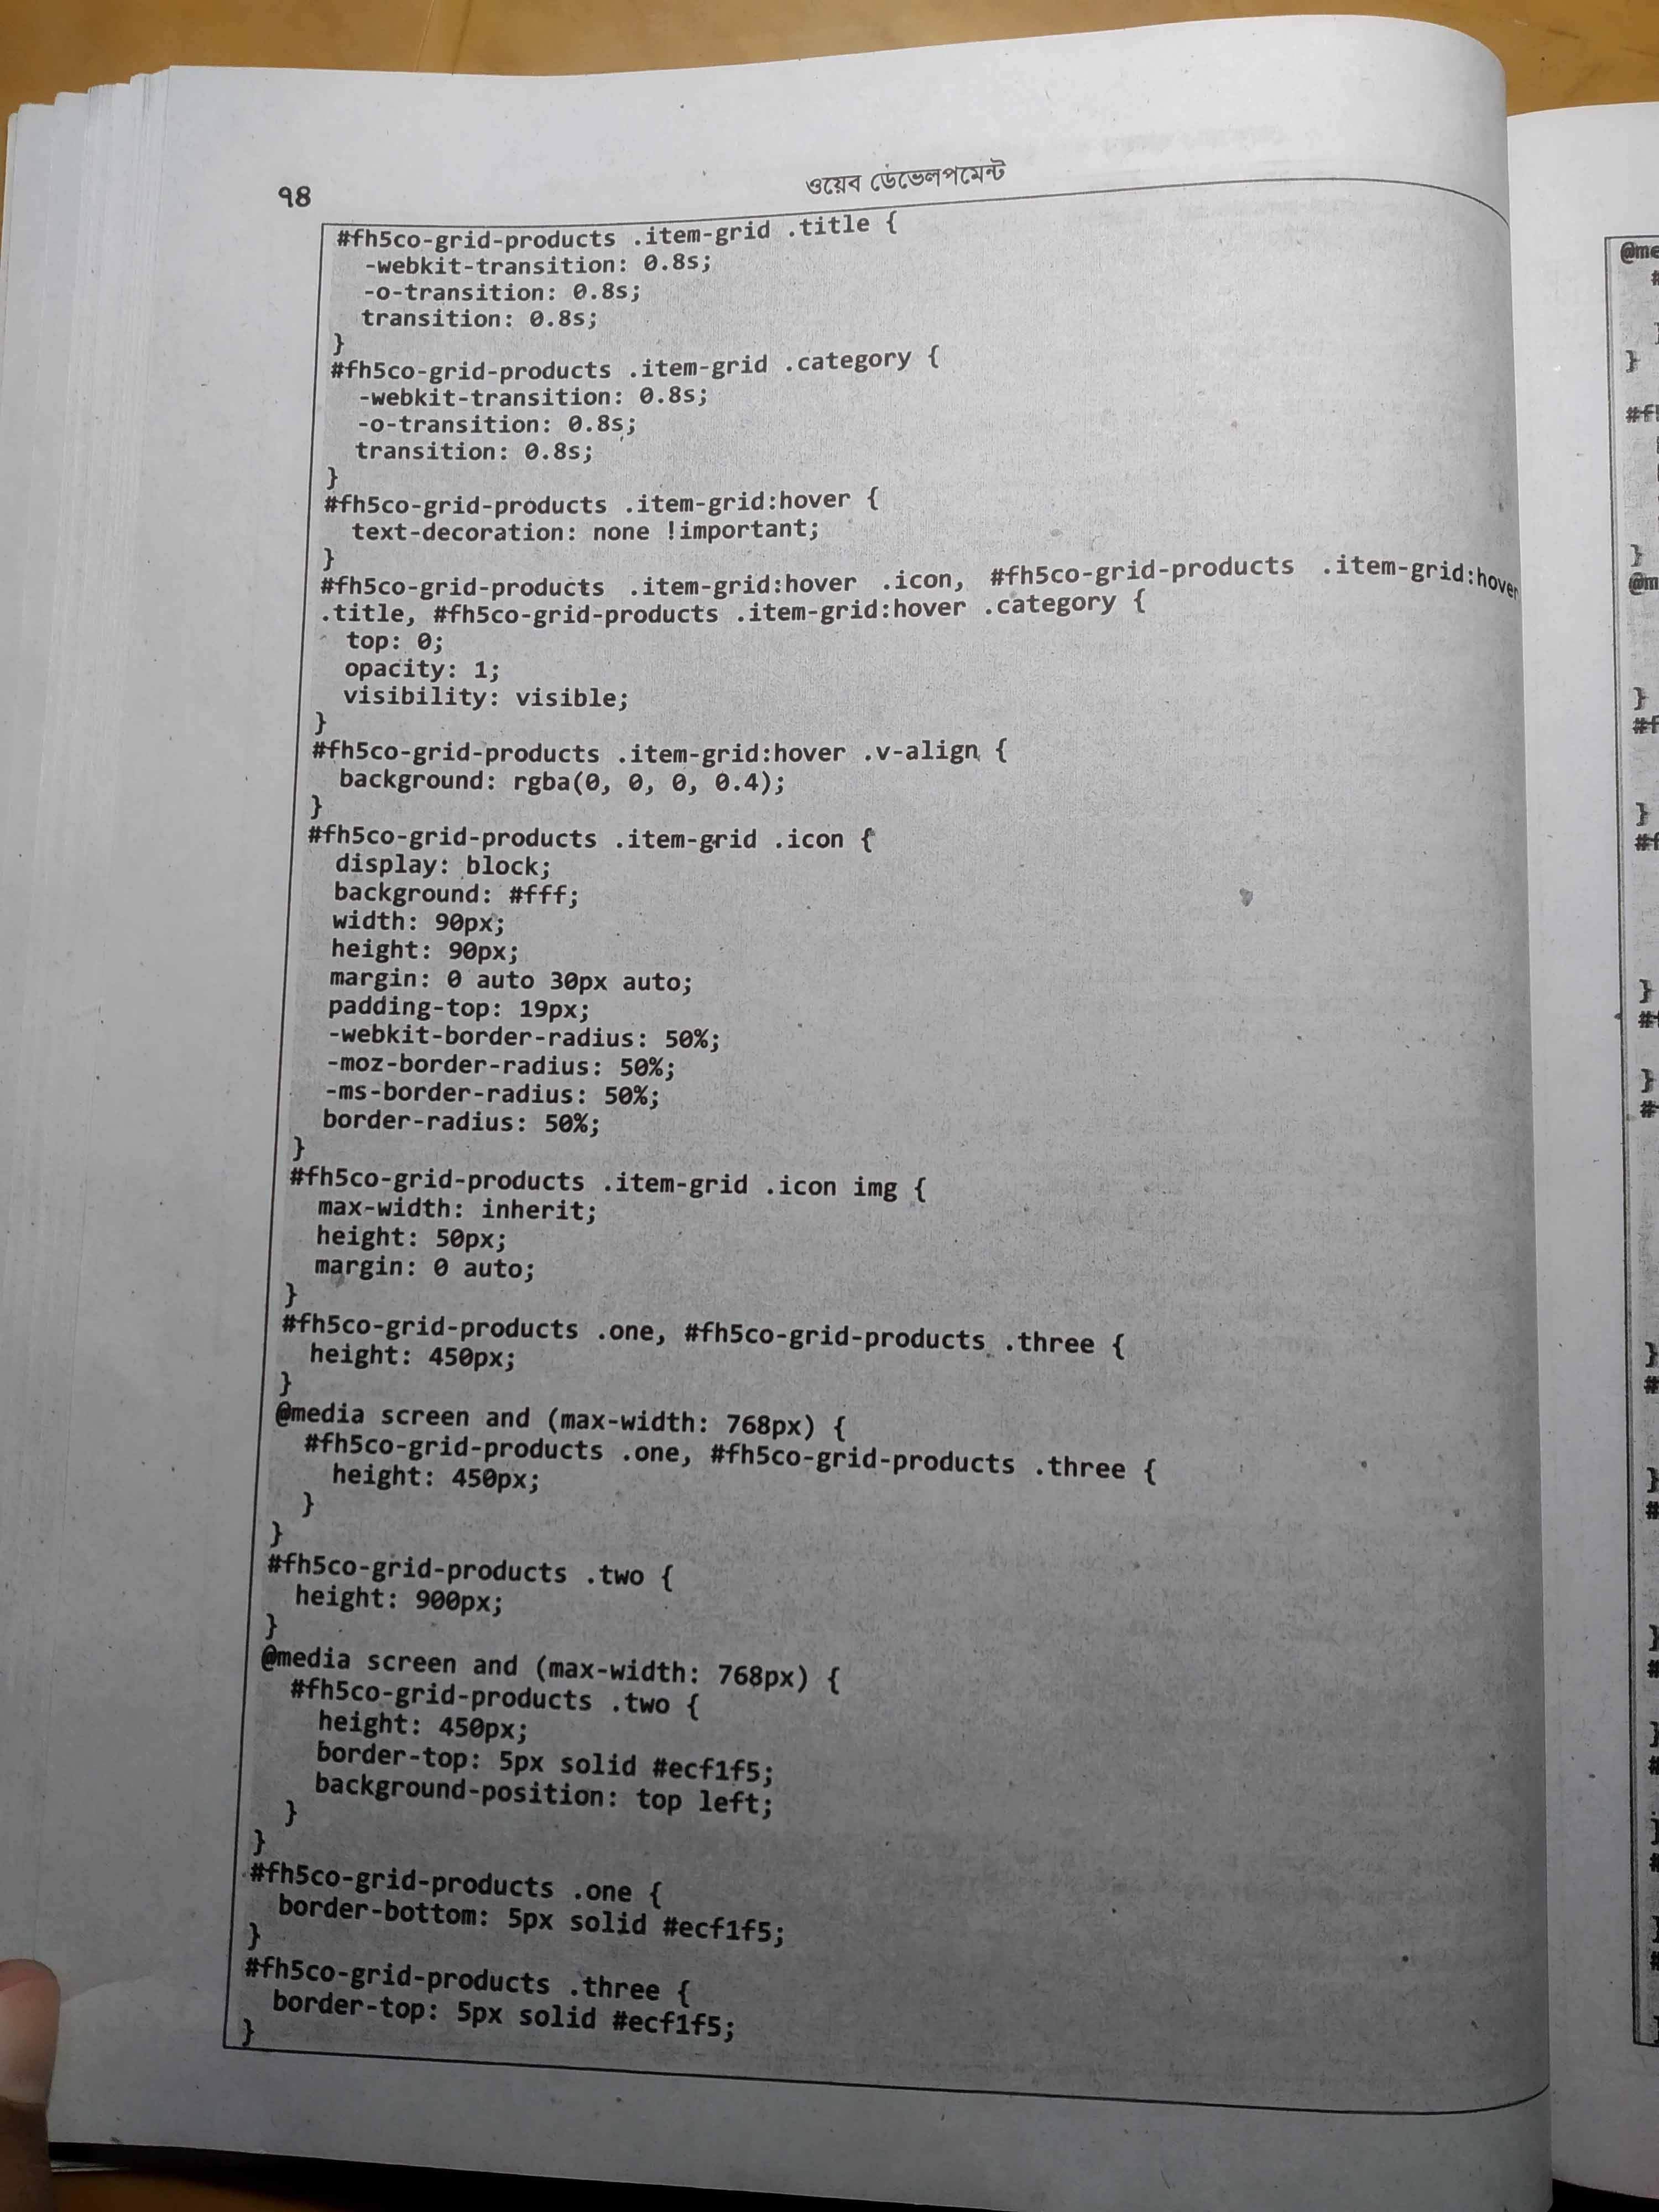 ৭৪
ওয়েব ডেভেলপমেন্ট
#fh5co-grid-products .item-grid .title {
-webkit-transition: 0.8s;
-o-transition: 0.8s;
transition: 0.8s;
}
#fh5co-grid-products .item-grid .category {
-webkit-transition: 0.8s;
-o-transition: 0.8s;
transition: 0.8s;
}
#fh5co-grid-products .item-grid:hover {
text-decoration: none !important;
}
#fh5co-grid-products .item-grid:hover .icon, #fh5co-grid-products .item-grid:hover
.title, #fh5co-grid-products .item-grid:hover .category {
top: 0;
opacity: 1;
visibility: visible;
}
#fh5co-grid-products .item-grid:hover .v-align {
background: rgba(0, 0, 0, 0.4);
}
#fh5co-grid-products .item-grid .icon {
display: block;
background: #fff;
width: 90px;
height: 90px;
margin: 0 auto 30px auto;
padding-top: 19px;
-webkit-border-radius: 50%;
-moz-border-radius: 50%;
-ms-border-radius: 50%;
border-radius: 50%;
}
#fh5co-grid-products .item-grid .icon img {
max-width: inherit;
height: 50px;
margin: 0 auto;
}
#fh5co-grid-products .one, #fh5co-grid-products .three {
height: 450px;
}
@media screen and (max-width: 768px) {
#fh5co-grid-products .one, #fh5co-grid-products .three {
height: 450px;
}
}
#fh5co-grid-products .two {
height: 900px;
}
@media screen and (max-width: 768px) {
#fh5co-grid-products .two {
height: 450px;
border-top: 5px solid #ecf1f5;
background-position: top left;
}
}
#fh5co-grid-products .one {
border-bottom: 5px solid #ecf1f5;
}
#fh5co-grid-products .three {
border-top: 5px solid #ecf1f5;
}